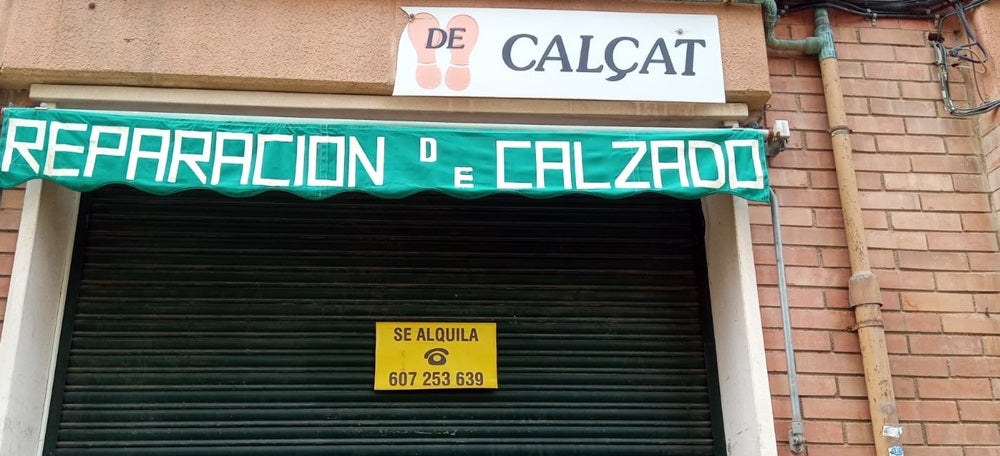 DE CALÇAT
REPARACION DE CALZADO
SE ALQUILA
607 253 639